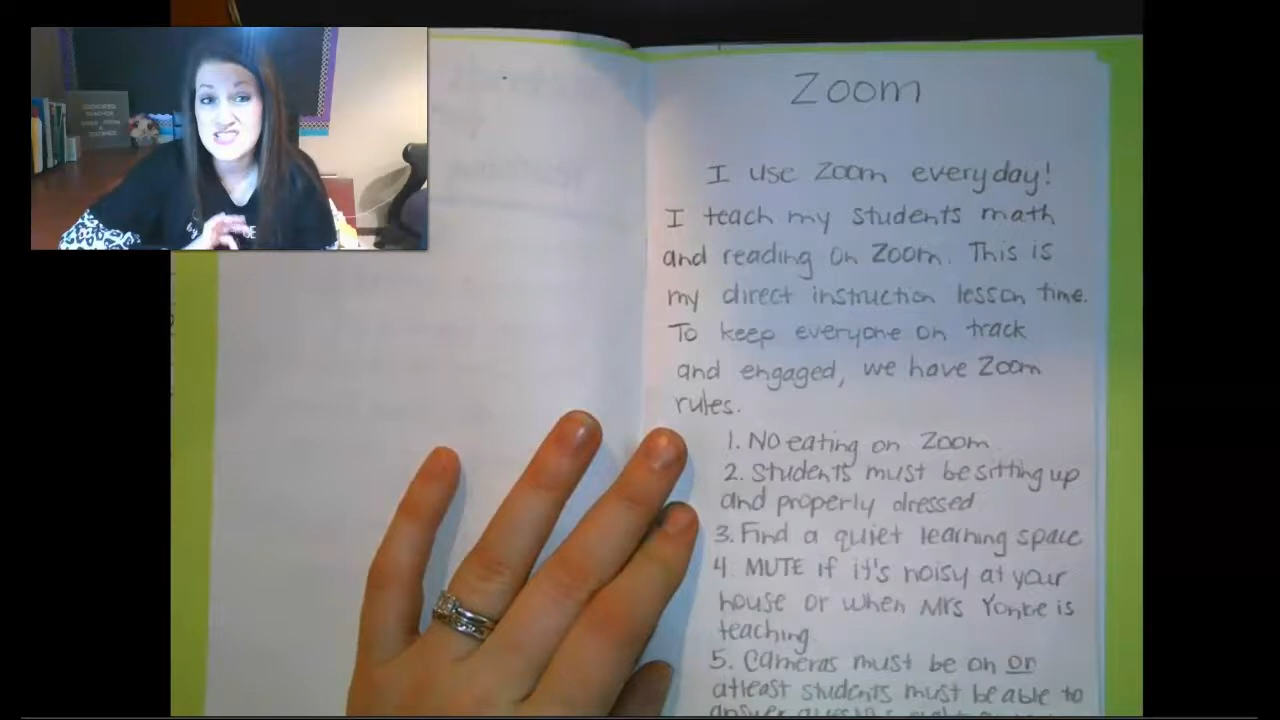 Zoom
I use Zoom everyday!
I teach my students math
and reading on Zoom. This is
my direct instruction lesson time.
To keep everyone on track
and engaged, we have Zoom
rules.
1. No eating on Zoom
2. Students must be sitting up
and properly dressed
3. Find a quiet learning space
4. MUTE if it's noisy at your
house or when Mrs Yonke is
teaching.
5. Cameras must be on or
atleast students must be able to
answer